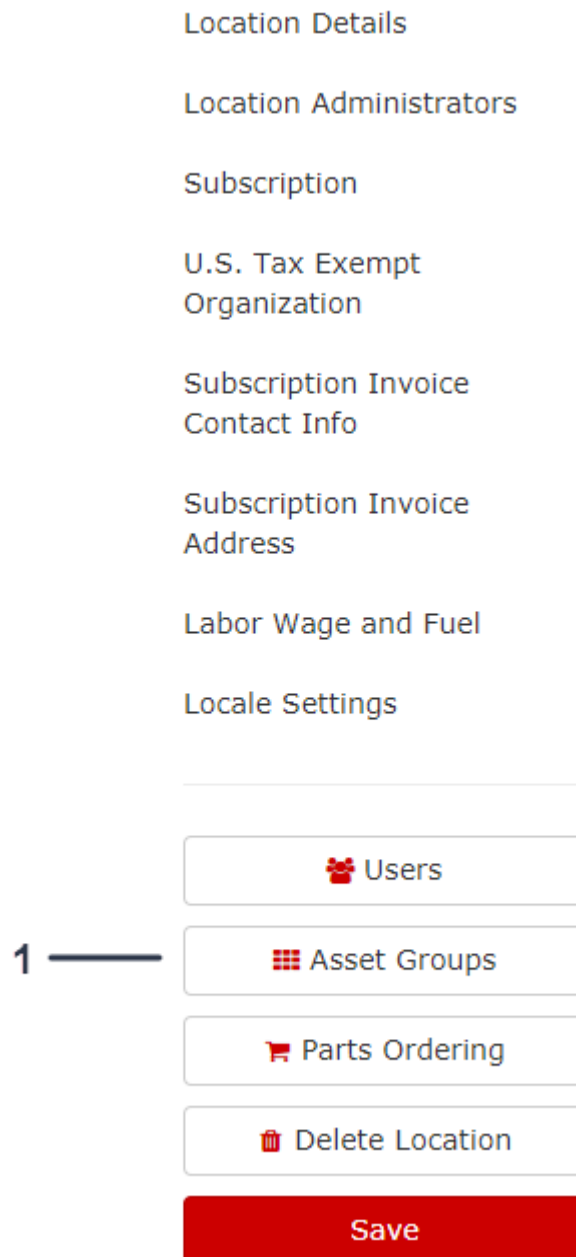 Location Details
Location Administrators
Subscription
U.S. Tax Exempt
Organization
Subscription Invoice
Contact Info
Subscription Invoice
Address
Labor Wage and Fuel
Locale Settings
Users
1 Asset Groups
Parts Ordering
Delete Location
Save